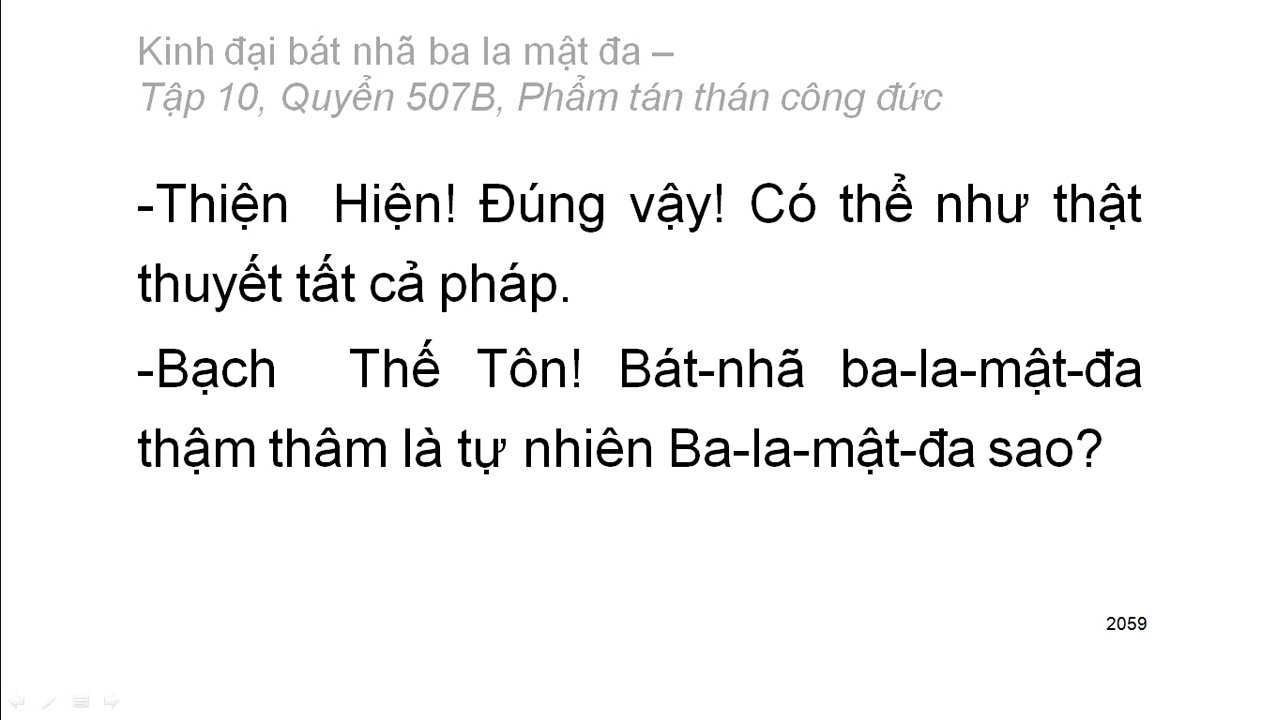 Kinh đại bát nhã ba la mật đa –
Tập 10, Quyển 507B, Phẩm tán thán công đức
-Thiện Hiện! Đúng vậy! Có thể như thật
thuyết tất cả pháp.
-Bạch Thế Tôn! Bát-nhã ba-la-mật-đa
thậm thâm là tự nhiên Ba-la-mật-đa sao?
2059